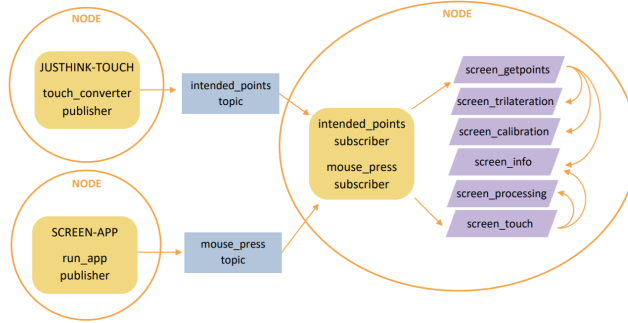 NODE
JUSTHINK-TOUCH
touch_converter
publisher
intended_points
topic
NODE
SCREEN-APP
run_app
publisher
mouse_press
topic
NODE
intended_points
subscriber
mouse_press
subscriber
screen_getpoints
screen_trilateration
screen_calibration
screen_info
screen_processing
screen_touch